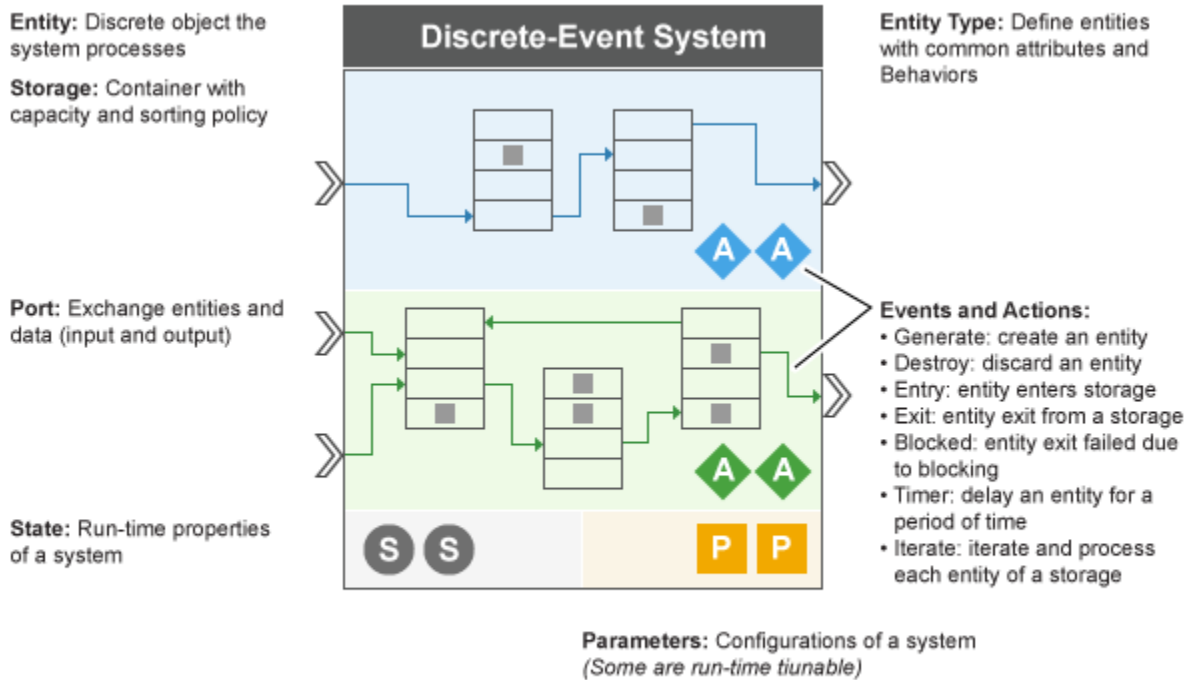 Discrete-Event System
Entity: Discrete object the
system processes
Storage: Container with
capacity and sorting policy
Entity Type: Define entities
with common attributes and
Behaviors
A A
Port: Exchange entities and
data (input and output)
Events and Actions:
• Generate: create an entity
• Destroy: discard an entity
• Entry: entity enters storage
• Exit: entity exit from a storage
• Blocked: entity exit failed due
to blocking
• Timer: delay an entity for a
period of time
• Iterate: iterate and process
each entity of a storage
A A
State: Run-time properties
of a system
S S
P P
Parameters: Configurations of a system
(Some are run-time tiunable)